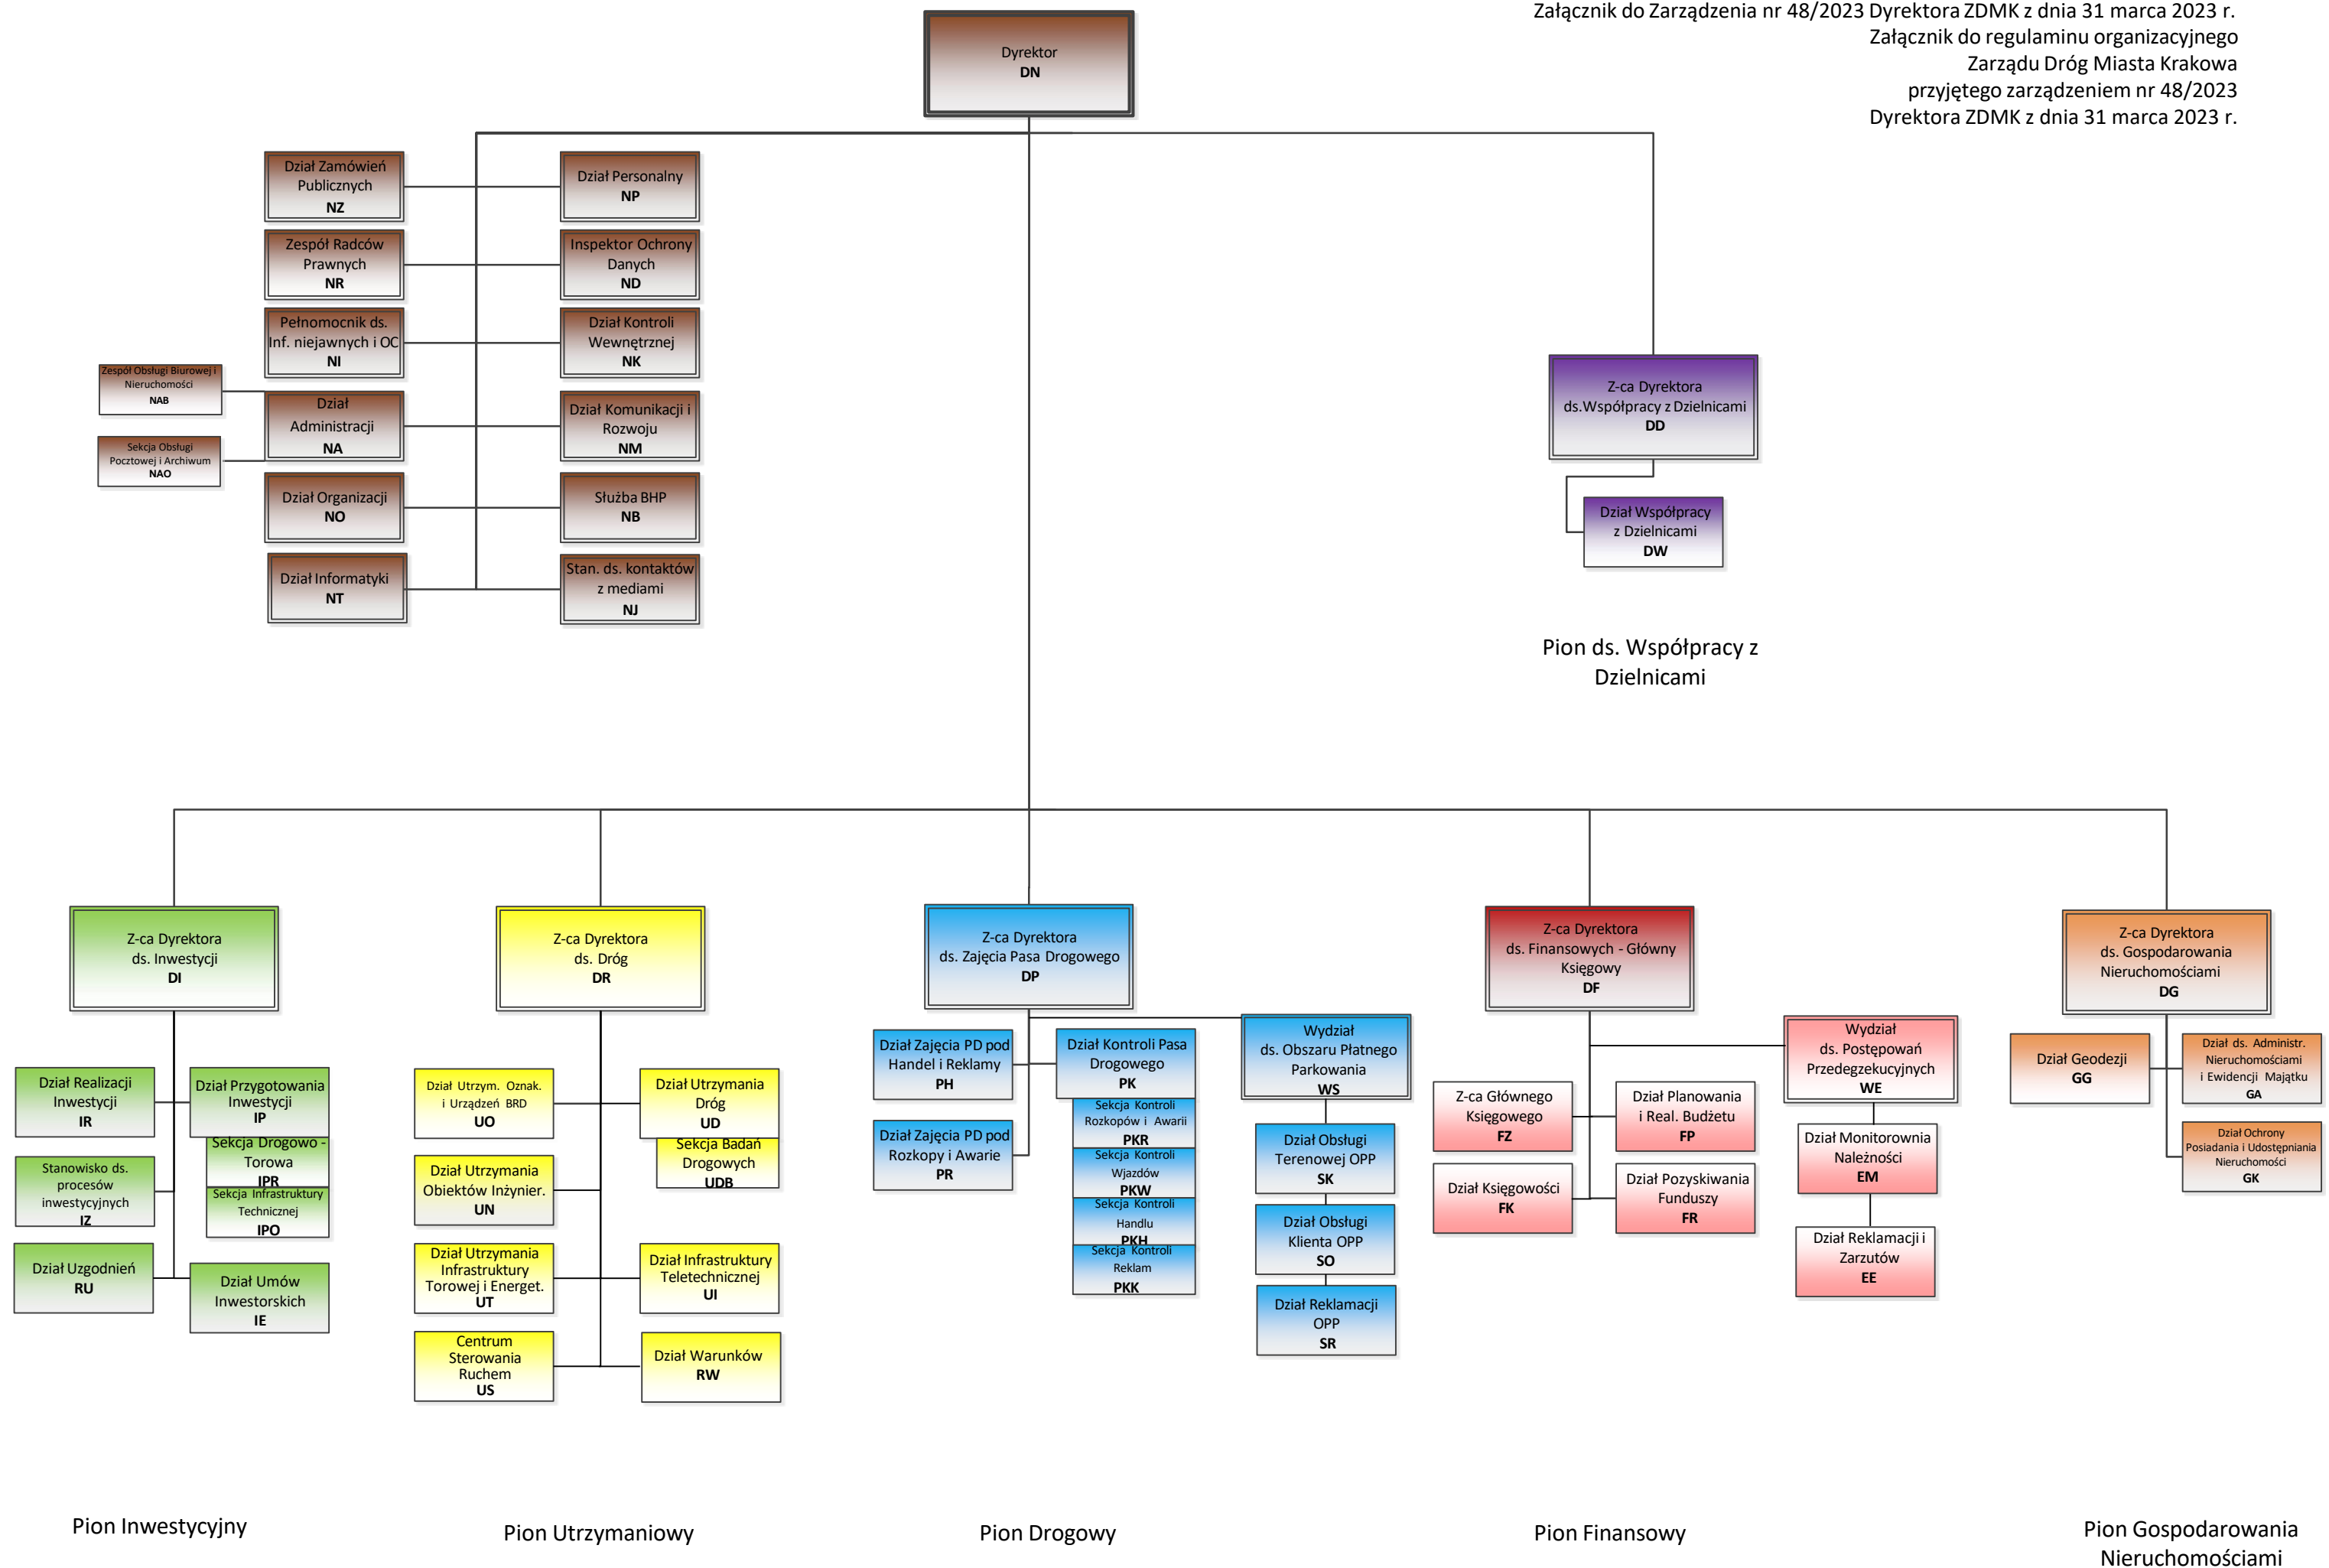 Załącznik do Zarządzenia nr 48/2023 Dyrektora ZDMK z dnia 31 marca 2023 r.
Załącznik do regulaminu organizacyjnego
Zarządu Dróg Miasta Krakowa
przyjętego zarządzeniem nr 48/2023
Dyrektora ZDMK z dnia 31 marca 2023 r.
Dyrektor
DN
Dział Zamówień
Publicznych
NZ
Dział Personalny
NP
Zespół Radców
Prawnych
NR
Inspektor Ochrony
Danych
ND
Pełnomocnik ds.
Inf. niejawnych i OC
NI
Dział Kontroli
Wewnętrznej
NK
Zespół Obsługi Biurowej i
Nieruchomości
NAB
Sekcja Obsługi
Pocztowej i Archiwum
NAO
Dział
Administracji
NA
Dział Komunikacji i
Rozwoju
NM
Dział Organizacji
NO
Służba BHP
NB
Dział Informatyki
NT
Stan. ds. kontaktów
z mediami
NJ
Z-ca Dyrektora
ds.Współpracy z Dzielnicami
DD
Dział Współpracy
z Dzielnicami
DW
Pion ds. Współpracy z
Dzielnicami
Z-ca Dyrektora
ds. Inwestycji
DI
Dział Realizacji
Inwestycji
IR
Dział Przygotowania
Inwestycji
IP
Sekcja Drogowo -
Torowa
IPR
Sekcja Infrastruktury
Technicznej
IPO
Stanowisko ds.
procesów
inwestycyjnych
IZ
Dział Uzgodnień
RU
Dział Umów
Inwestorskich
IE
Z-ca Dyrektora
ds. Dróg
DR
Dział Utrzym. Oznak.
i Urządzeń BRD
UO
Dział Utrzymania
Dróg
UD
Sekcja Badań
Drogowych
UDB
Dział Utrzymania
Obiektów Inżynier.
UN
Dział Utrzymania
Infrastruktury
Torowej i Energet.
UT
Dział Infrastruktury
Teletechnicznej
UI
Centrum
Sterowania
Ruchem
US
Dział Warunków
RW
Z-ca Dyrektora
ds. Zajęcia Pasa Drogowego
DP
Dział Zajęcia PD pod
Handel i Reklamy
PH
Dział Kontroli Pasa
Drogowego
PK
Sekcja Kontroli
Rozkopów i Awarii
PKR
Sekcja Kontroli
Wjazdów
PKW
Sekcja Kontroli
Handlu
PKH
Sekcja Kontroli
Reklam
PKK
Dział Zajęcia PD pod
Rozkopy i Awarie
PR
Wydział
ds. Obszaru Płatnego
Parkowania
WS
Dział Obsługi
Terenowej OPP
SK
Dział Obsługi
Klienta OPP
SO
Dział Reklamacji
OPP
SR
Z-ca Dyrektora
ds. Finansowych - Główny
Księgowy
DF
Z-ca Głównego
Księgowego
FZ
Dział Planowania
i Real. Budżetu
FP
Dział Księgowości
FK
Dział Pozyskiwania
Funduszy
FR
Wydział
ds. Postępowań
Przedegzekucyjnych
WE
Dział Monitorownia
Należności
EM
Dział Reklamacji i
Zarzutów
EE
Z-ca Dyrektora
ds. Gospodarowania
Nieruchomościami
DG
Dział Geodezji
GG
Dział ds. Administr.
Nieruchomościami
i Ewidencji Majątku
GA
Dział Ochrony
Posiadania i Udostępniania
Nieruchomości
GK
Pion Inwestycyjny
Pion Utrzymaniowy
Pion Drogowy
Pion Finansowy
Pion Gospodarowania
Nieruchomościami